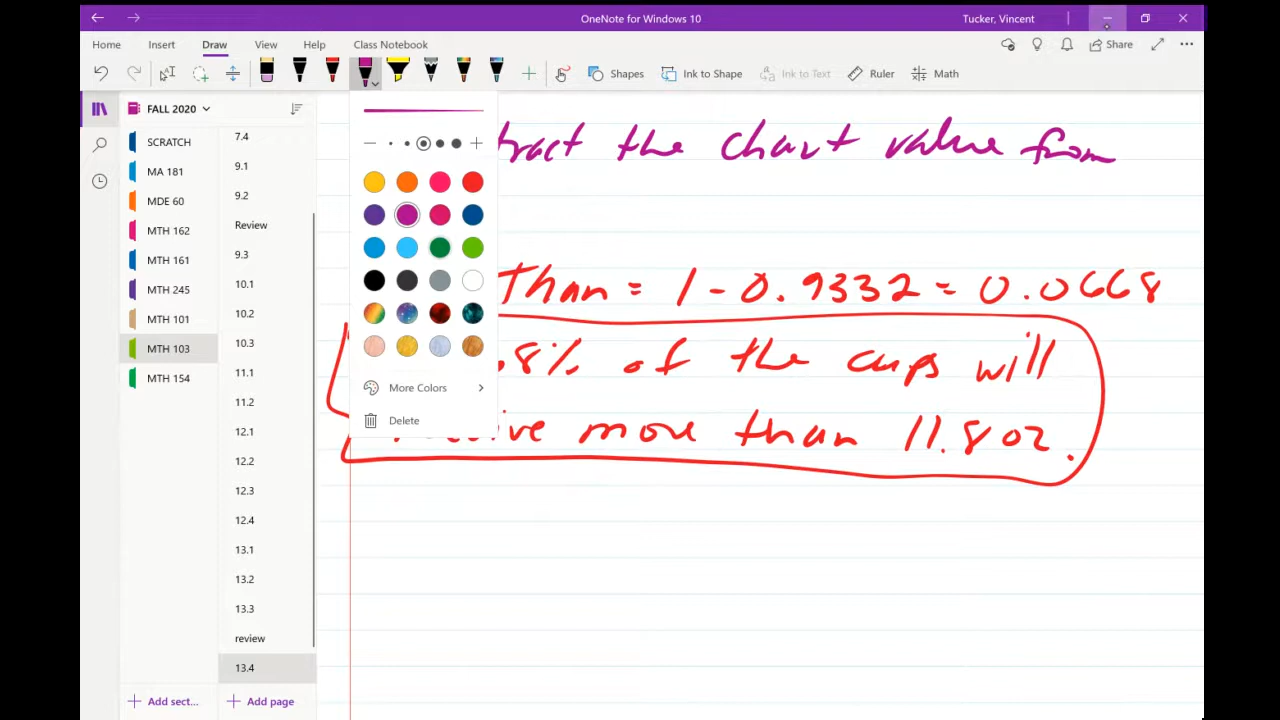 OneNote for Windows 10
Tucker, Vincent
Home Insert Draw View Help Class Notebook
Share
Shapes Ink to Shape Ink to Text Ruler Math
FALL 2020
SCRATCH
MA 181
MDE 60
MTH 162
MTH 161
MTH 245
MTH 101
MTH 103
MTH 154
Add sect...
7.4
9.1
9.2
Review
9.3
10.1
10.2
10.3
11.1
11.2
12.1
12.2
12.3
12.4
13.1
13.2
13.3
review
13.4
Add page
More Colors
Delete
tract the chart value from
Than = 1 - 0.9332 = 0.0668
.8% of the cups will
more than 11.8oz.